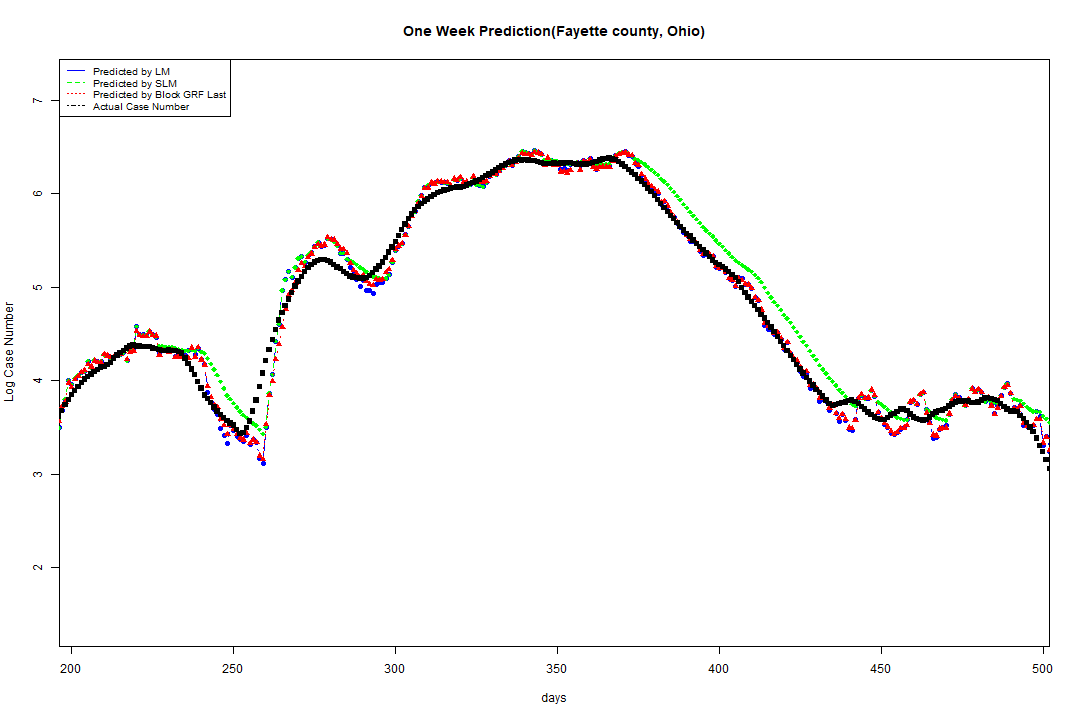 One Week Prediction(Fayette county, Ohio)
Predicted by LM
Predicted by SLM
Predicted by Block GRF Last
Actual Case Number
7
6
5
4
3
2
Log Case Number
200 250 300 350 400 450 500
days